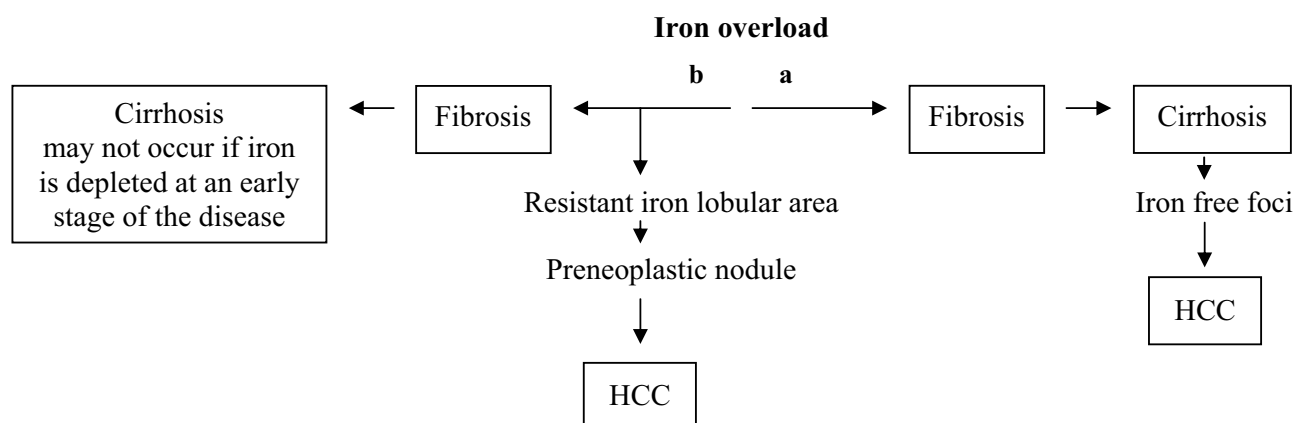 Iron overload
b
a
Cirrhosis
may not occur if iron
is depleted at an early
stage of the disease
Fibrosis
Fibrosis
Cirrhosis
Resistant iron lobular area
Iron free foci
Preneoplastic nodule
HCC
HCC